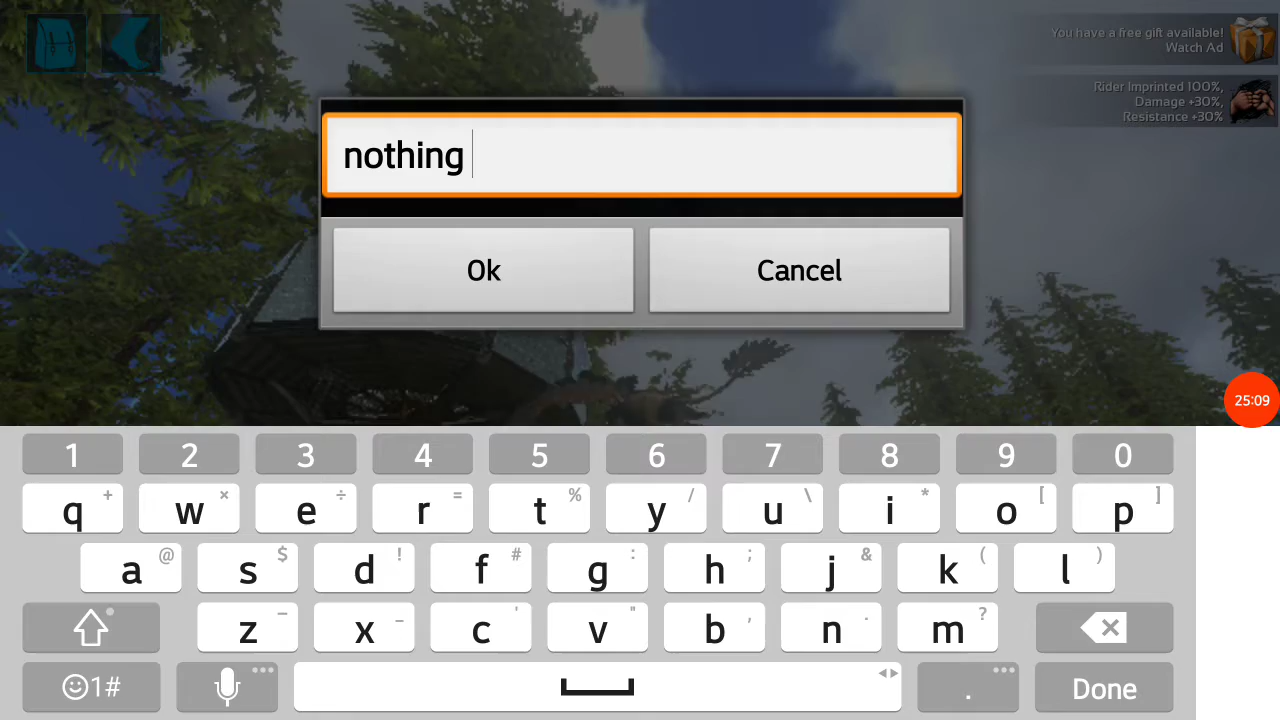 You have a free gift available!
Watch Ad
Rider Imprinted 100%,
Damage +30%,
Resistance +30%
nothing
Ok Cancel
25:09
1 2 3 4 5 6 7 8 9 0
q + w × e ÷ r = t % y / u \ i * o [ p ]
a @ s $ d ! f # g : h ; j & k ( l )
z – x _ c ' v " b , n . m ?
1# . Done